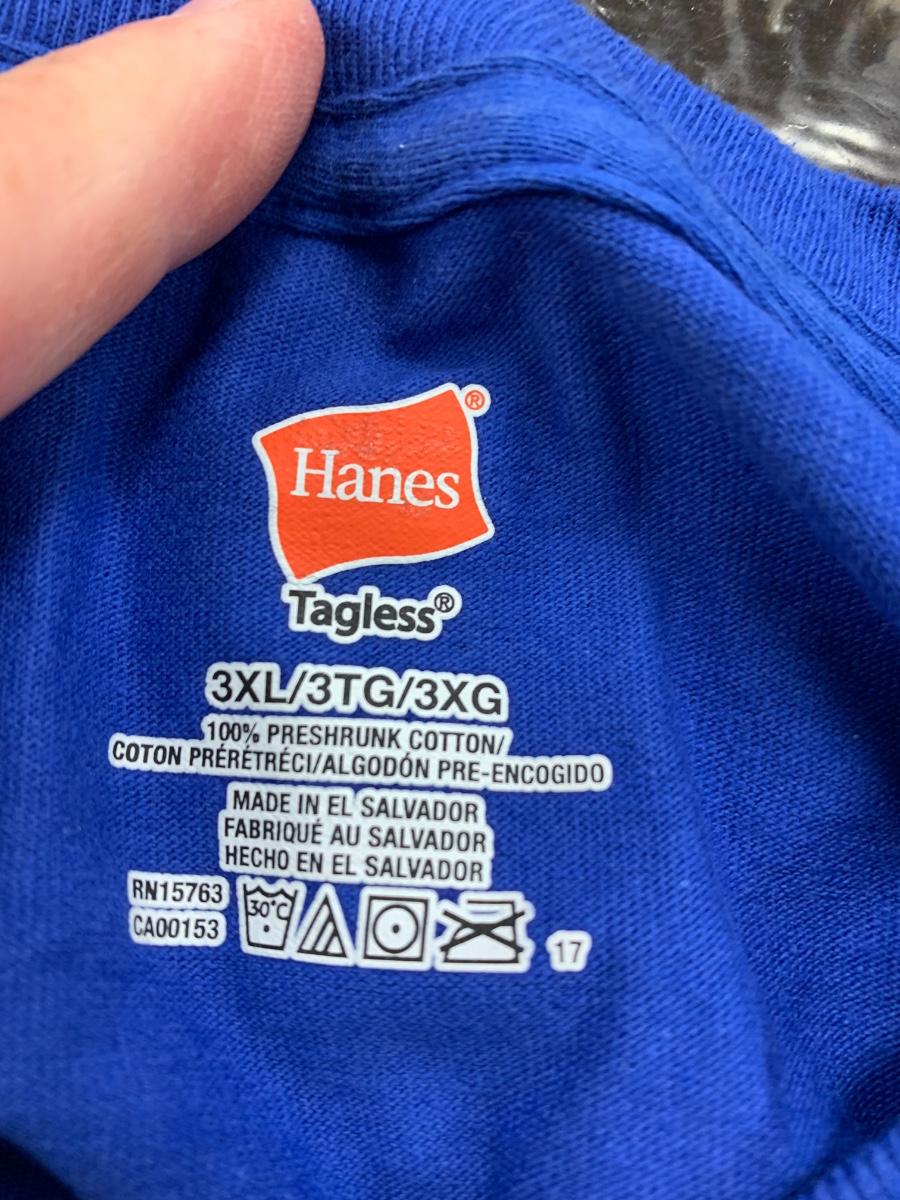 ®
Hanes
Tagless®
3XL/3TG/3XG
100% PRESHRUNK COTTON/
COTON PRÉRÉTRÉCI/ALGODÓN PRE-ENCOGIDO
MADE IN EL SALVADOR
FABRIQUÉ AU SALVADOR
HECHO EN EL SALVADOR
RN15763
CA00153
30°C
17